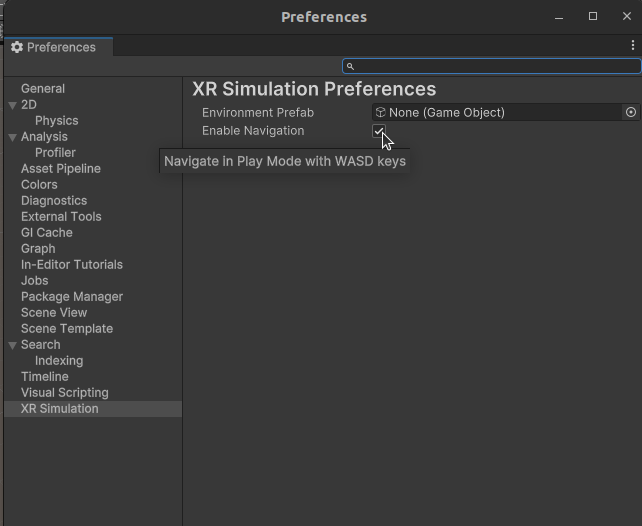 Preferences
Preferences
XR Simulation Preferences
Environment Prefab None (Game Object)
Enable Navigation
Navigate in Play Mode with WASD keys
General
2D
Physics
Analysis
Profiler
Asset Pipeline
Colors
Diagnostics
External Tools
GI Cache
Graph
In-Editor Tutorials
Jobs
Package Manager
Scene View
Scene Template
Search
Indexing
Timeline
Visual Scripting
XR Simulation